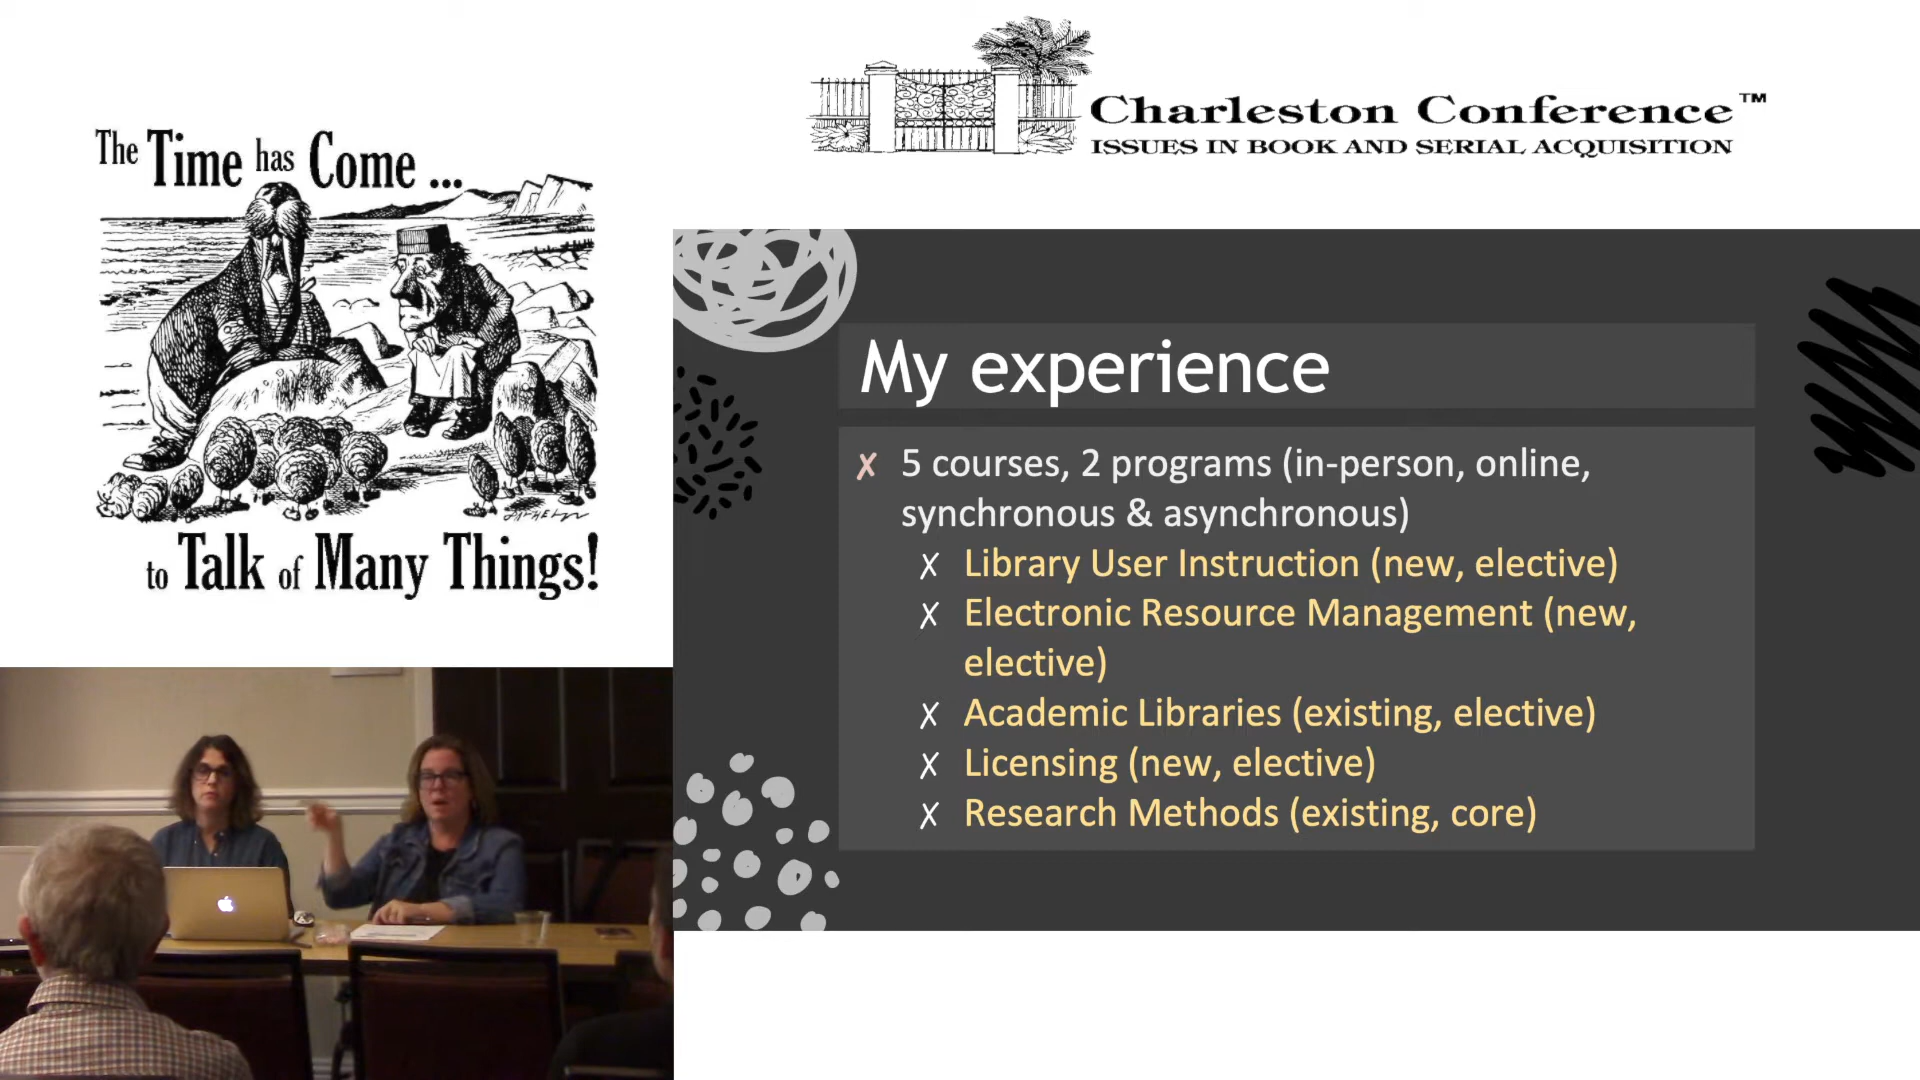 The Time has Come ...
to Talk of Many Things!
Charleston Conference™
ISSUES IN BOOK AND SERIAL ACQUISITION
My experience
✗ 5 courses, 2 programs (in-person, online,
synchronous & asynchronous)
✗ Library User Instruction (new, elective)
✗ Electronic Resource Management (new,
elective)
✗ Academic Libraries (existing, elective)
✗ Licensing (new, elective)
✗ Research Methods (existing, core)